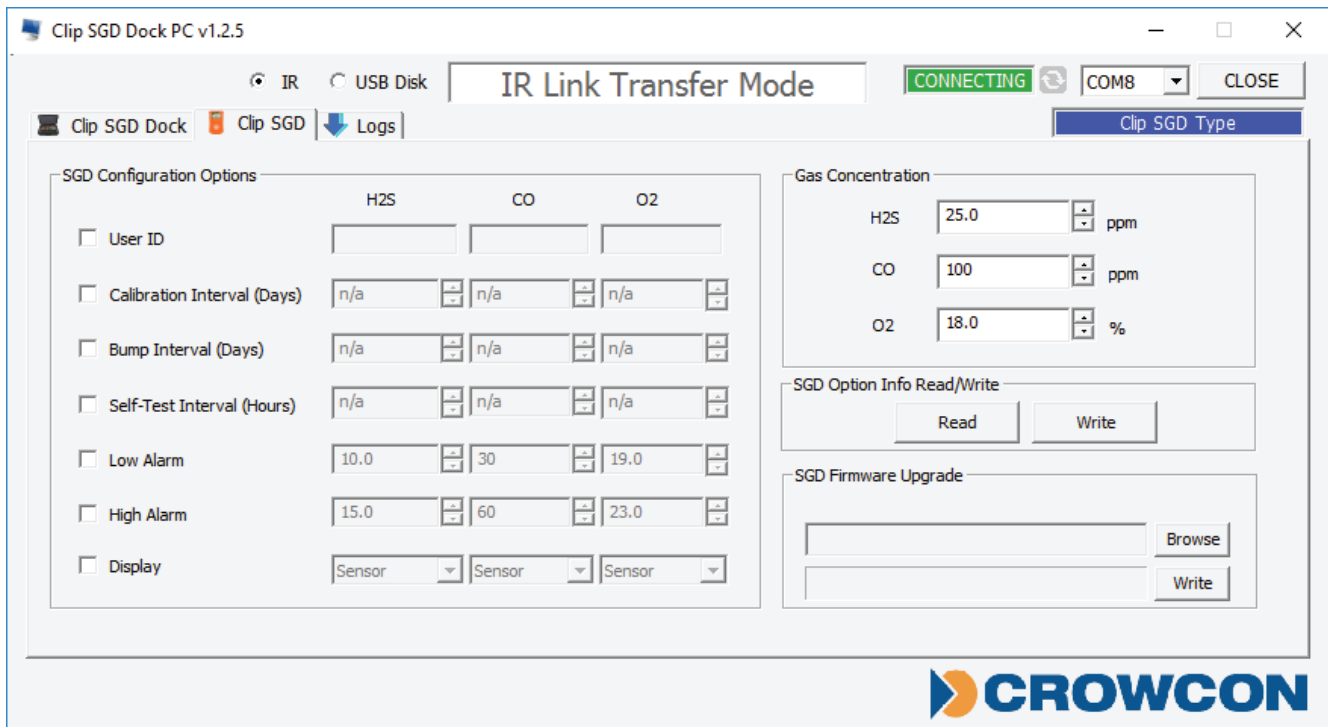 Clip SGD Dock PC v1.2.5
IR USB Disk IR Link Transfer Mode CONNECTING COM8 CLOSE
Clip SGD Dock Clip SGD Logs Clip SGD Type
SGD Configuration Options
H2S CO O2
User ID
Calibration Interval (Days) n/a n/a n/a
Bump Interval (Days) n/a n/a n/a
Self-Test Interval (Hours) n/a n/a n/a
Low Alarm 10.0 30 19.0
High Alarm 15.0 60 23.0
Display Sensor Sensor Sensor
Gas Concentration
H2S 25.0 ppm
CO 100 ppm
O2 18.0 %
SGD Option Info Read/Write
Read Write
SGD Firmware Upgrade
Browse
Write
CROWCON